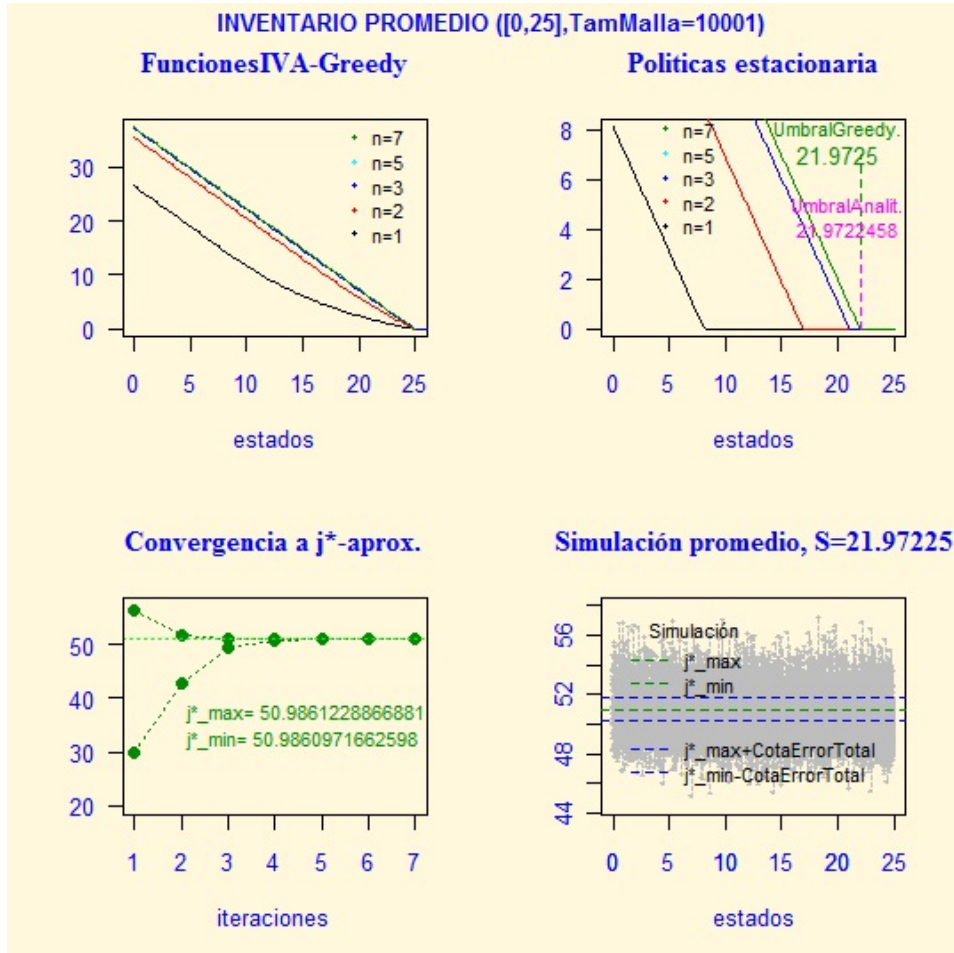 INVENTARIO PROMEDIO ([0,25],TamMalla=10001)
FuncionesIVA-Greedy
n=7
n=5
n=3
n=2
n=1
30
20
10
0
0 5 10 15 20 25
estados
Politicas estacionaria
n=7
n=5
n=3
n=2
n=1
UmbralGreedy.
21.9725
UmbralAnalit.
21.9722458
8
6
4
2
0
0 5 10 15 20 25
estados
Convergencia a j*-aprox.
50
40
30
20
j*_max= 50.9861228866881
j*_min= 50.9860971662598
1 2 3 4 5 6 7
iteraciones
Simulación promedio, S=21.97225
56
52
48
44
Simulación
j*_max
j*_min
j*_max+CotaErrorTotal
j*_min-CotaErrorTotal
0 5 10 15 20 25
estados